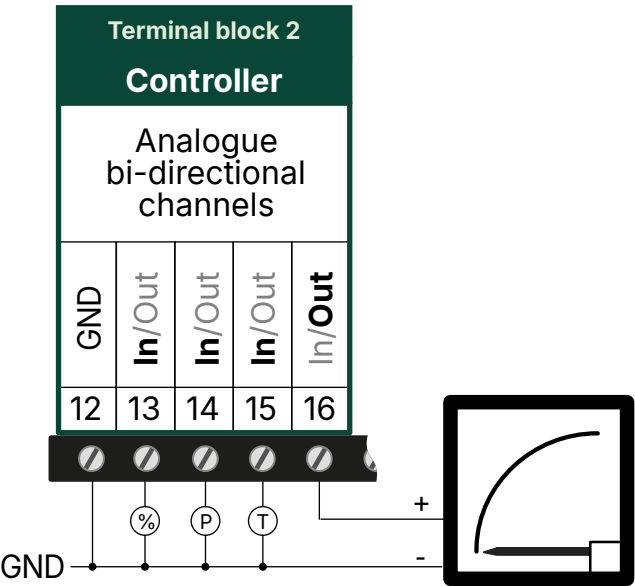 Terminal block 2
Controller
Analogue
bi-directional
channels
GND
In/Out
In/Out
In/Out
In/Out
12 13 14 15 16
% P T
+
GND
-